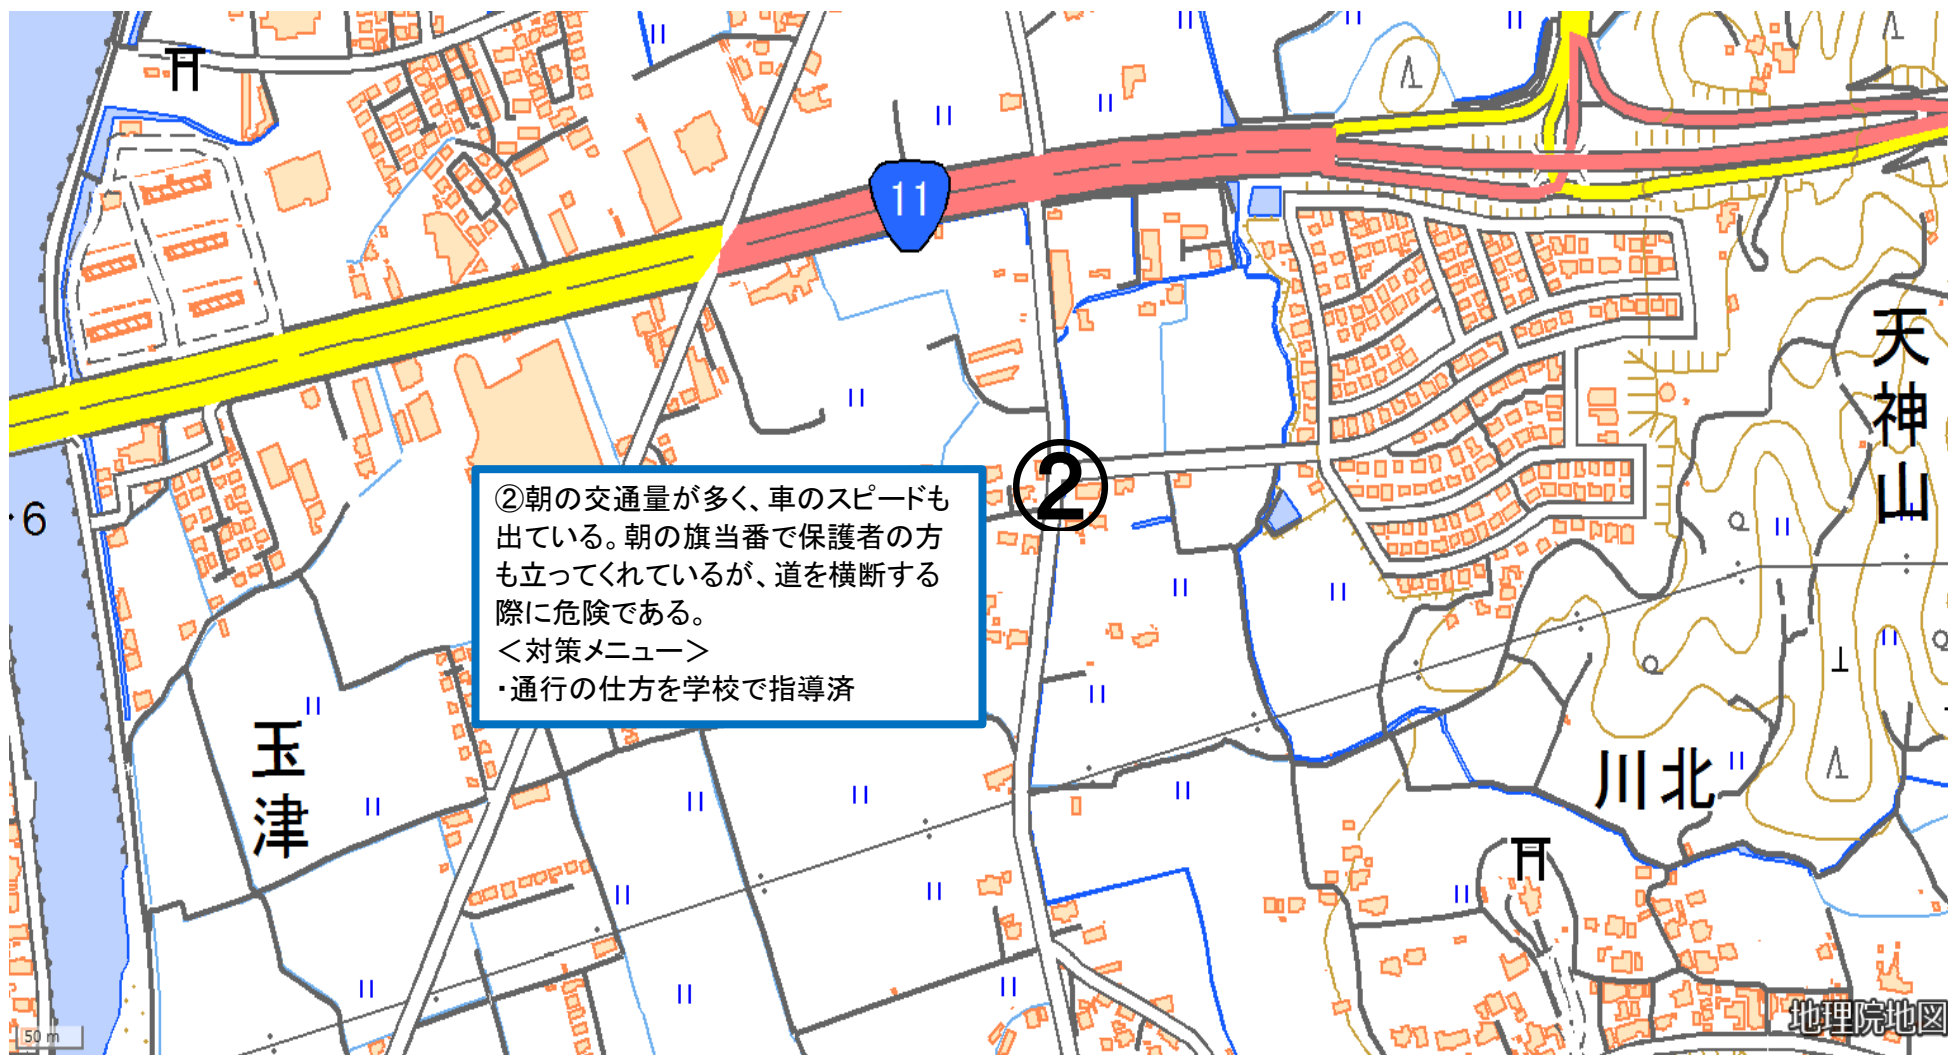 11
天神山
6
②
②朝の交通量が多く、車のスピードも
出ている。朝の旗当番で保護者の方
も立ってくれているが、道を横断する
際に危険である。
＜対策メニュー＞
・通行の仕方を学校で指導済
玉津
川北
地理院地図
50 m